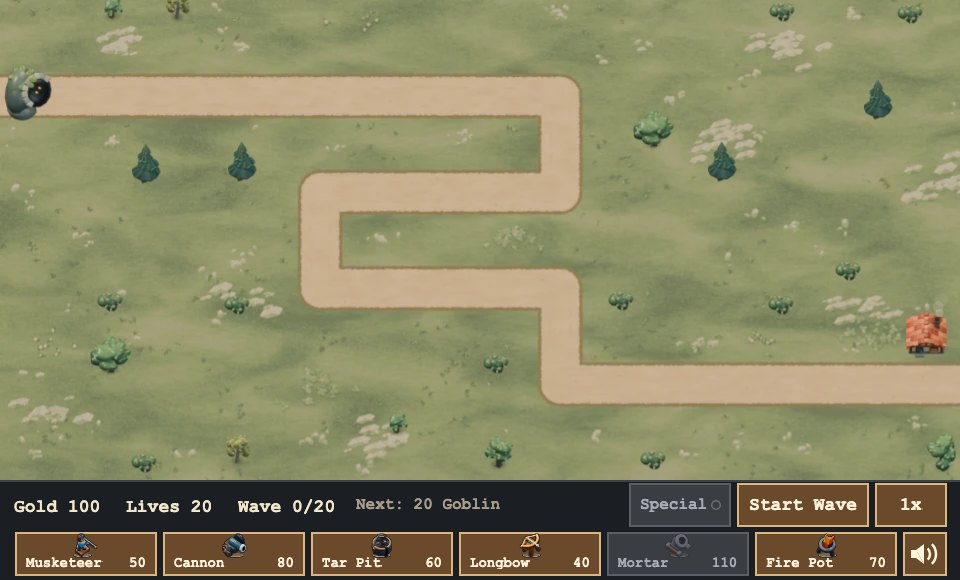 Gold 100 Lives 20 Wave 0/20 Next: 20 Goblin Special Start Wave 1x
Musketeer 50 Cannon 80 Tar Pit 60 Longbow 40 Mortar 110 Fire Pot 70